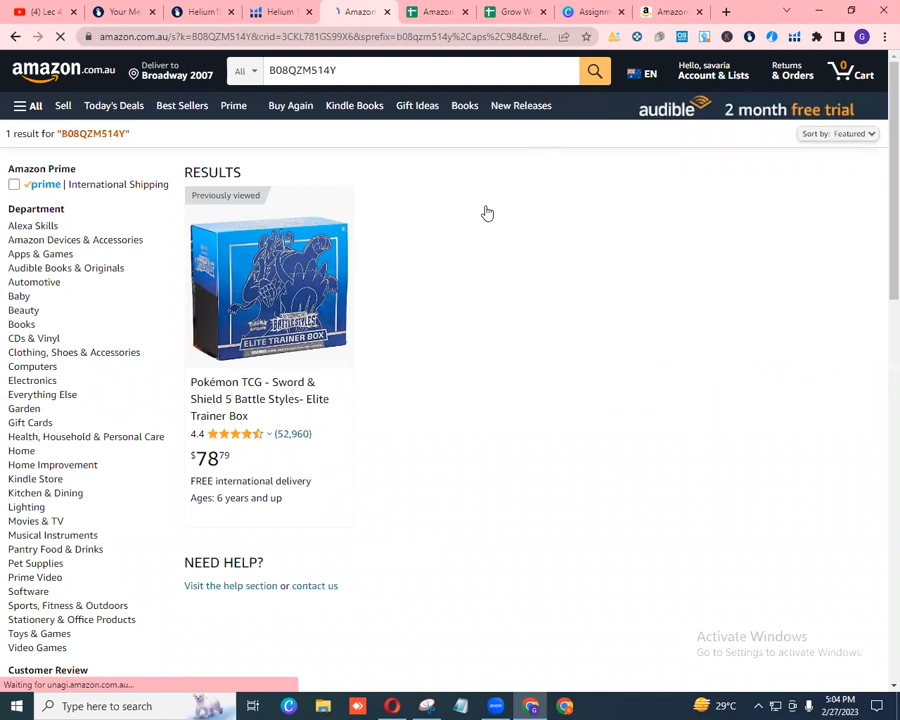 (4) Lec 4
Your Me
Helium1
Helium 1
Amazon
Amazon
Grow W
Assignm
Amazon
amazon.com.au/s?k=B08QZM514Y&crid=3CKL781GS99X6&sprefix=b08qzm514y%2Caps%2C984&ref...
amazon.com.au
Deliver to
Broadway 2007
All
B08QZM514Y
EN
Hello, savaria
Account & Lists
Returns
& Orders
0
Cart
All
Sell
Today's Deals
Best Sellers
Prime
Buy Again
Kindle Books
Gift Ideas
Books
New Releases
audible
2 month free trial
1 result for "B08QZM514Y"
Sort by: Featured
Amazon Prime
prime | International Shipping
Department
Alexa Skills
Amazon Devices & Accessories
Apps & Games
Audible Books & Originals
Automotive
Baby
Beauty
Books
CDs & Vinyl
Clothing, Shoes & Accessories
Computers
Electronics
Everything Else
Garden
Gift Cards
Health, Household & Personal Care
Home
Home Improvement
Kindle Store
Kitchen & Dining
Lighting
Movies & TV
Musical Instruments
Pantry Food & Drinks
Pet Supplies
Prime Video
Software
Sports, Fitness & Outdoors
Stationery & Office Products
Toys & Games
Video Games
Customer Review
RESULTS
Previously viewed
BATTLE STYLES
ELITE TRAINER BOX
Pokémon TCG - Sword &
Shield 5 Battle Styles- Elite
Trainer Box
4.4 (52,960)
$78.79
FREE international delivery
Ages: 6 years and up
NEED HELP?
Visit the help section or contact us
Activate Windows
Go to Settings to activate Windows.
Waiting for unagi.amazon.com.au...
Type here to search
29°C
5:04 PM
2/27/2023